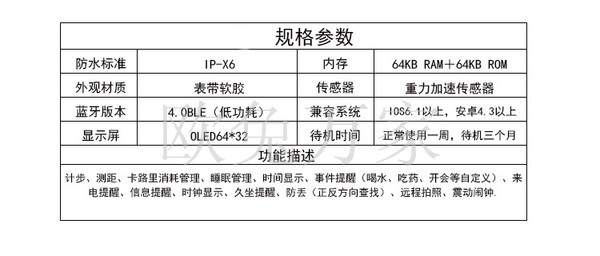 规格参数
防水标准 IP-X6 内存 64KB RAM＋64KB ROM
外观材质 表带软胶 传感器 重力加速传感器
蓝牙版本 4.0BLE（低功耗） 兼容系统 IOS6.1以上，安卓4.3以上
显示屏 OLED64*32 待机时间 正常使用一周，待机三个月
功能描述
计步、测距、卡路里消耗管理、睡眠管理、时间显示、事件提醒（喝水、吃药、开会等自定义）、来
电提醒、信息提醒、时钟显示、久坐提醒、防丢（正反方向查找）、远程拍照、震动闹钟.
欧兔万家